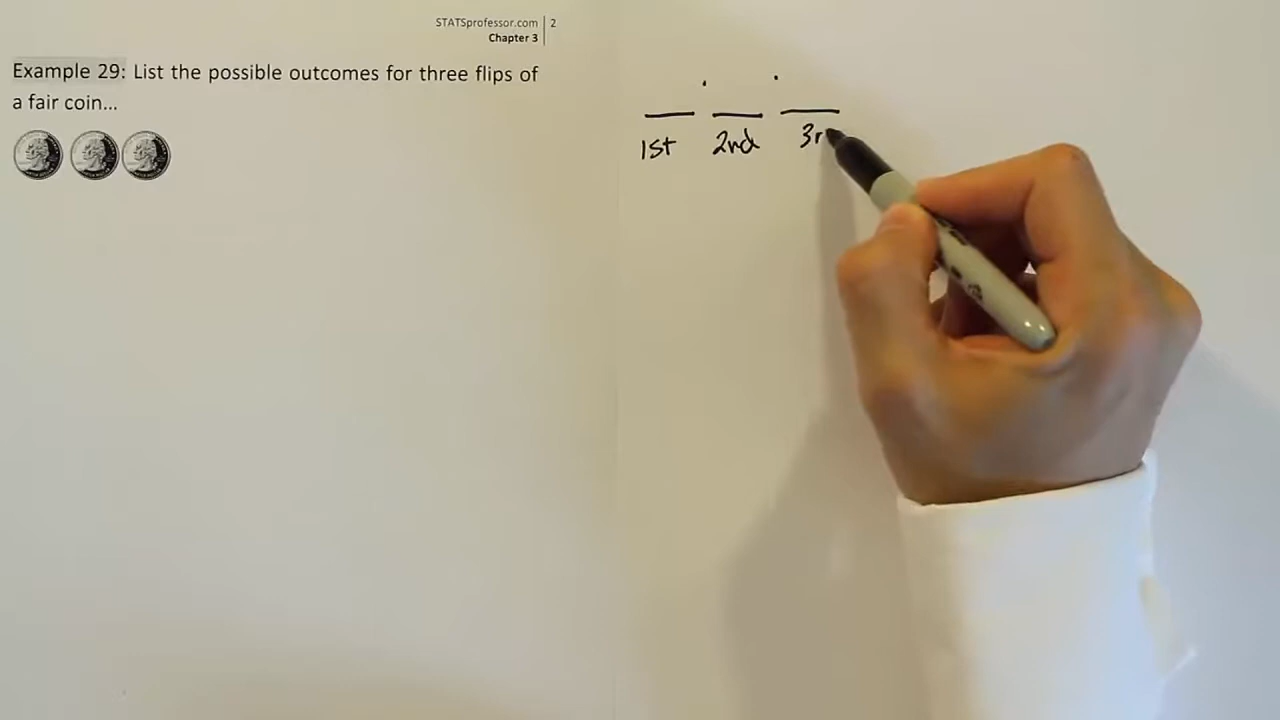 STATSprofessor.com | 2
Chapter 3
Example 29: List the possible outcomes for three flips of
a fair coin...
1st 2nd 3r